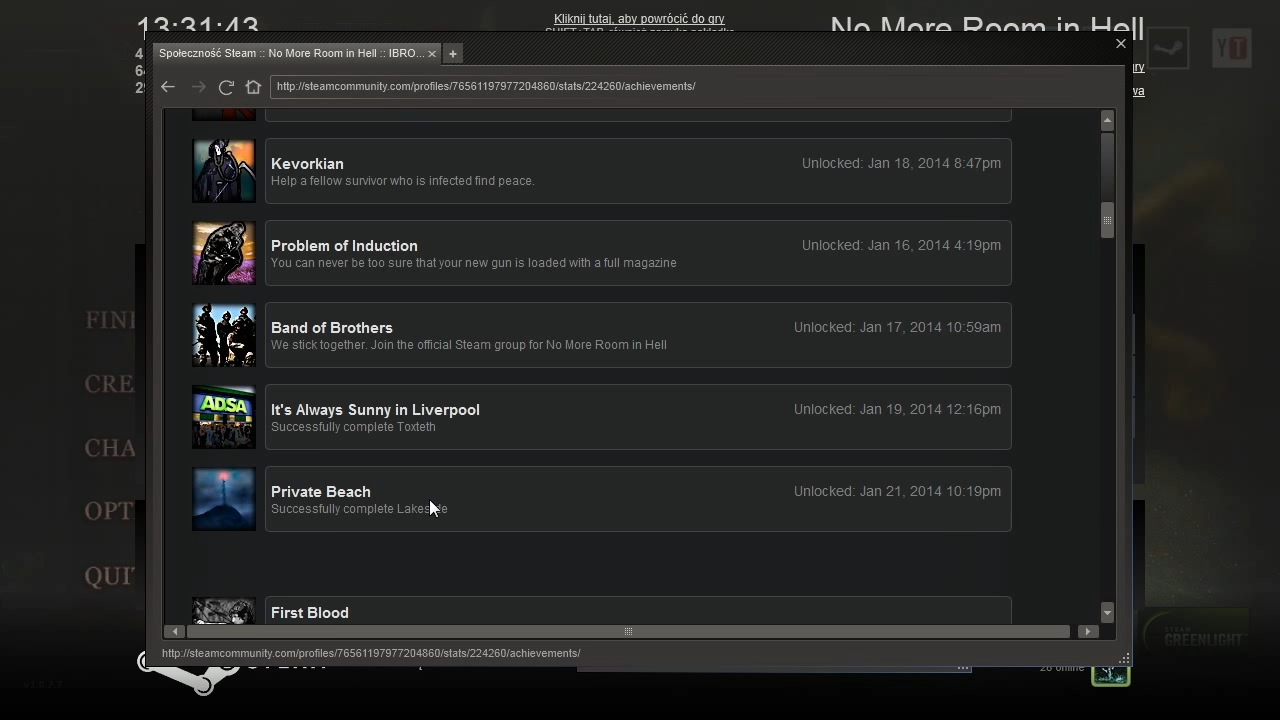 13:31:43
Kliknij tutaj, aby powrócić do gry
No More Room in Hell
Społeczność Steam :: No More Room in Hell :: IBRO...
http://steamcommunity.com/profiles/76561197977204860/stats/224260/achievements/
Kevorkian
Unlocked: Jan 18, 2014 8:47pm
Help a fellow survivor who is infected find peace.
Problem of Induction
Unlocked: Jan 16, 2014 4:19pm
You can never be too sure that your new gun is loaded with a full magazine
Band of Brothers
Unlocked: Jan 17, 2014 10:59am
We stick together. Join the official Steam group for No More Room in Hell
ADSA
It's Always Sunny in Liverpool
Unlocked: Jan 19, 2014 12:16pm
Successfully complete Toxteth
Private Beach
Unlocked: Jan 21, 2014 10:19pm
Successfully complete
First Blood
http://steamcommunity.com/profiles/76561197977204860/stats/224260/achievements/
YT
STEAM
GREENLIGHT
online